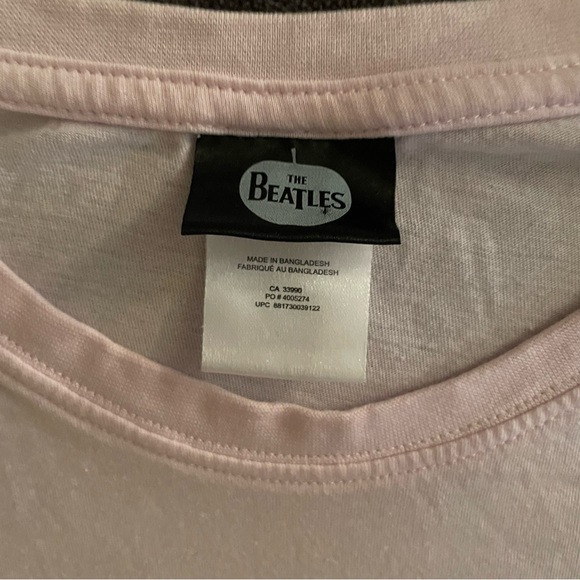 THE
BEATLES
MADE IN BANGLADESH
FABRIQUÉ AU BANGLADESH
CA 33990
PO # 4005274
UPC 881730039122